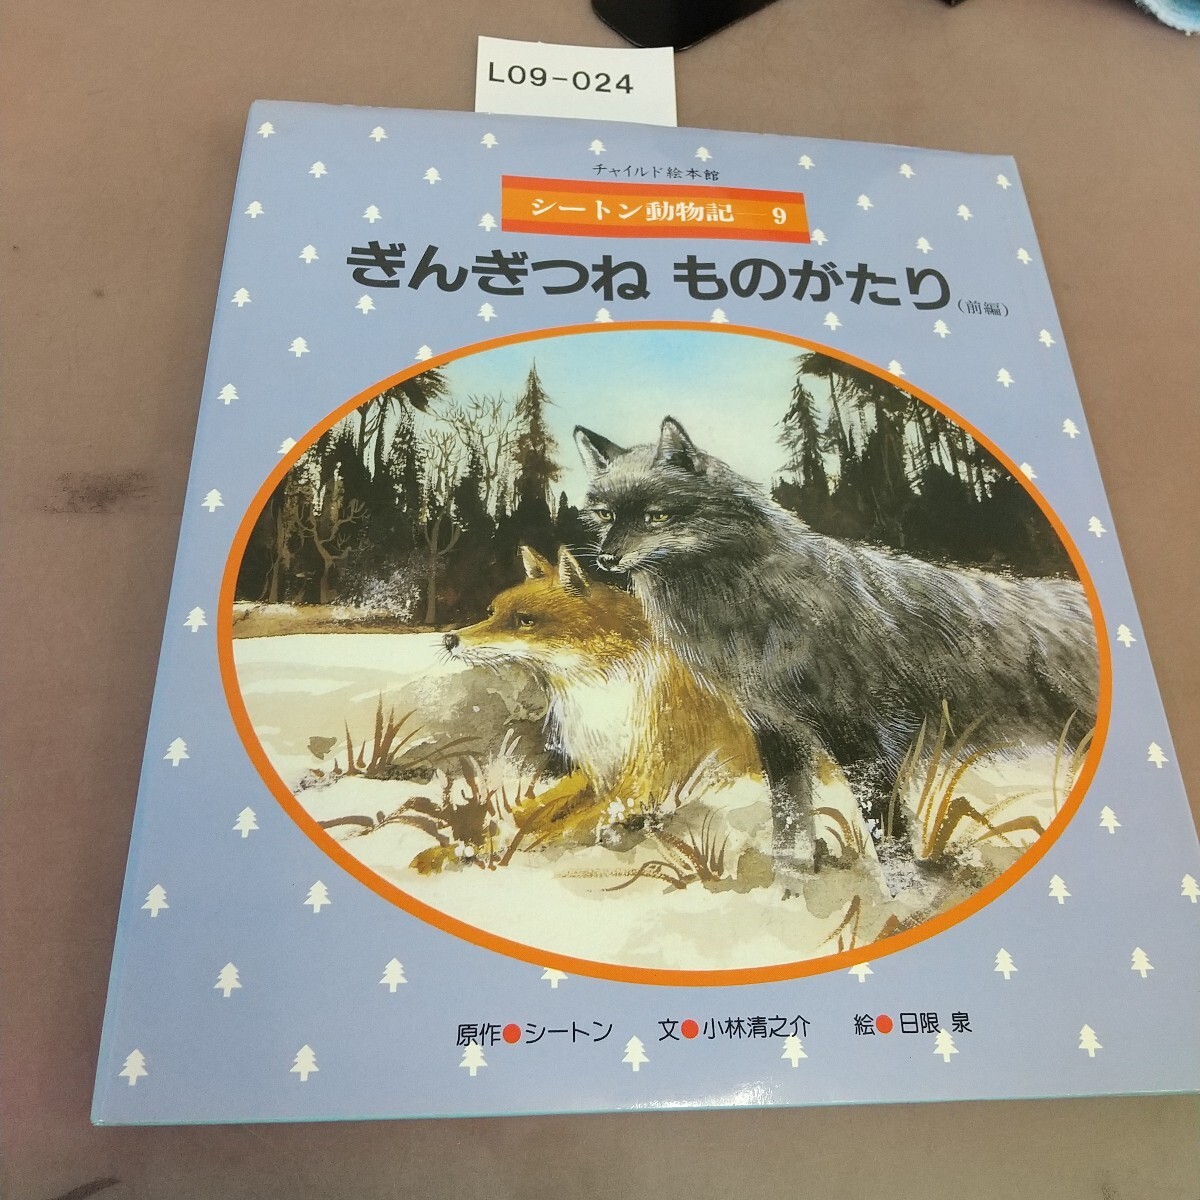 L09-024
チャイルド絵本館
シートン動物記―9
ぎんぎつね ものがたり(前編)
原作●シートン 文●小林清之介 絵●日限 泉